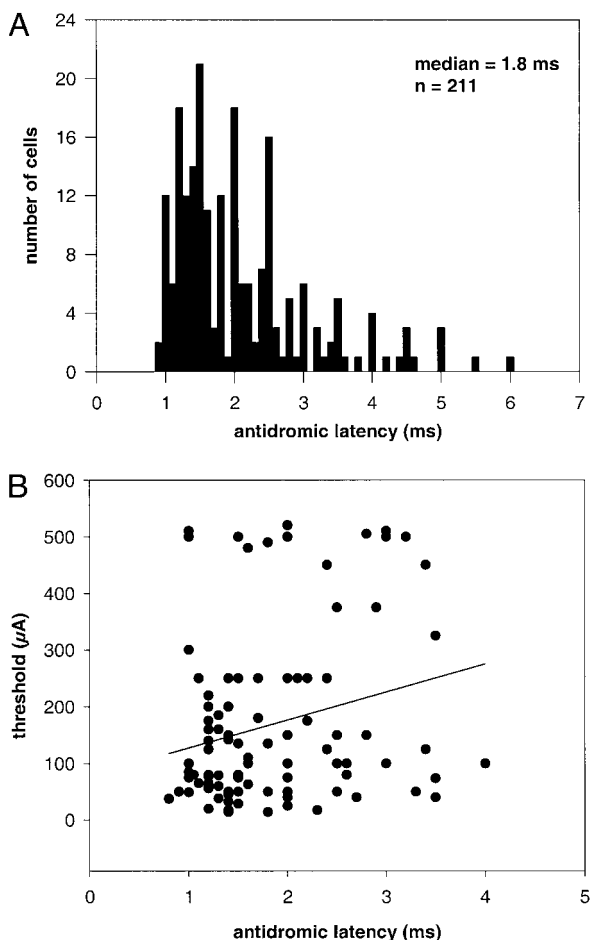 A
24
20
16
12
8
4
0
number of cells
median = 1.8 ms
n = 211
0 1 2 3 4 5 6 7
antidromic latency (ms)
B
600
500
400
300
200
100
0
threshold (µA)
0 1 2 3 4 5
antidromic latency (ms)